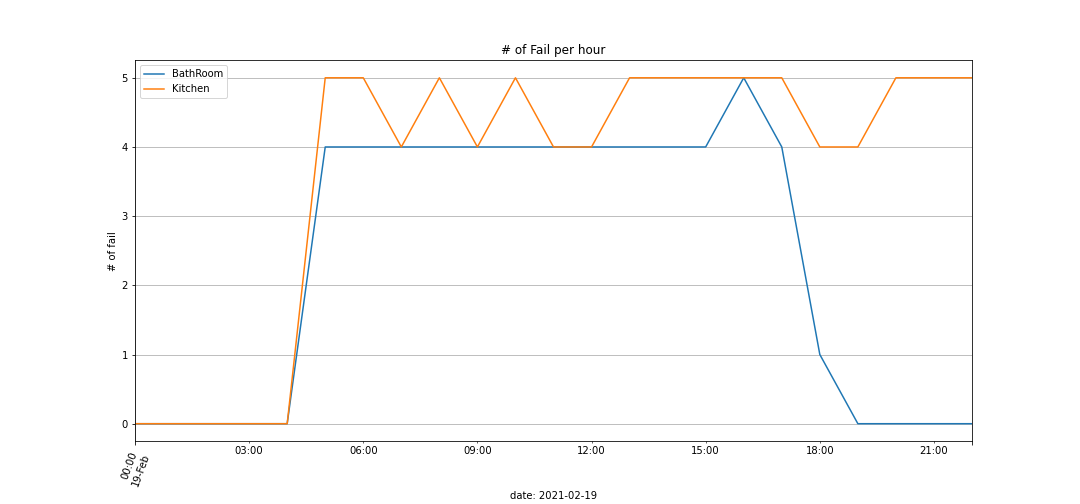 # of Fail per hour
BathRoom
Kitchen
# of fail
5
4
3
2
1
0
00:00
19-Feb
03:00
06:00
09:00
12:00
15:00
18:00
21:00
date: 2021-02-19